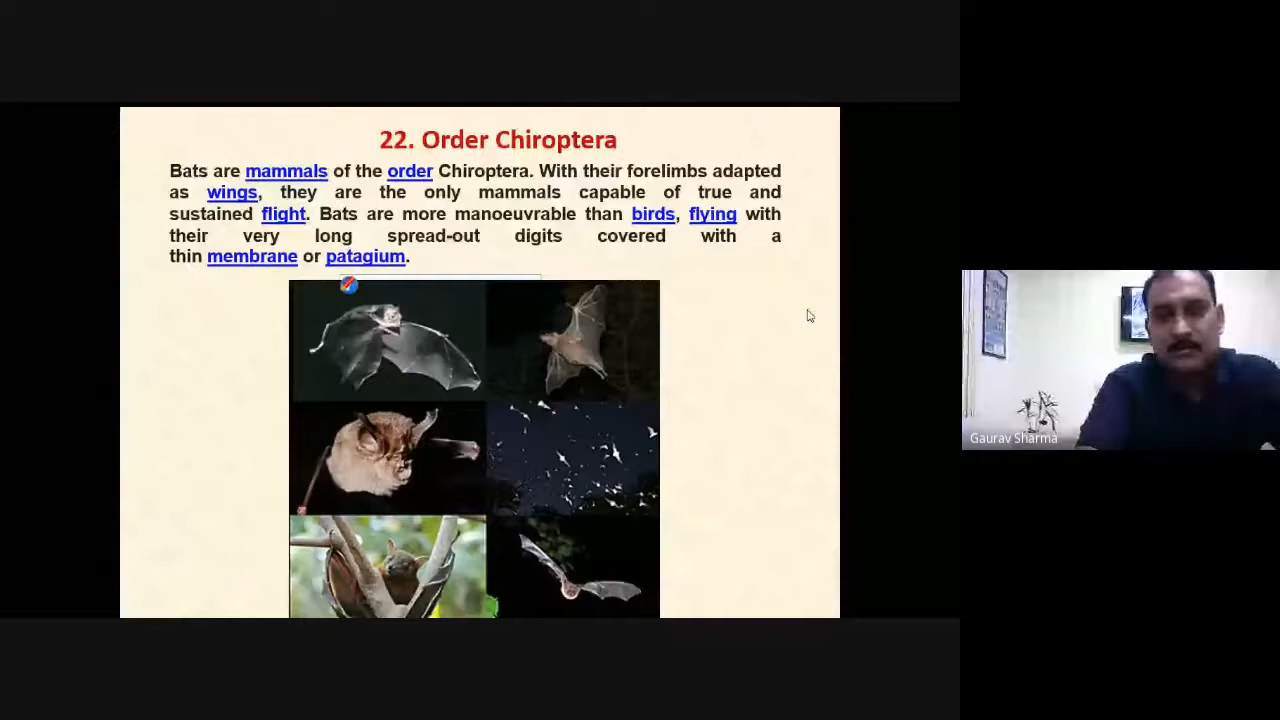 22. Order Chiroptera
Bats are mammals of the order Chiroptera. With their forelimbs adapted
as wings, they are the only mammals capable of true and
sustained flight. Bats are more manoeuvrable than birds, flying with
their very long spread-out digits covered with a
thin membrane or patagium.
Gaurav Sharma